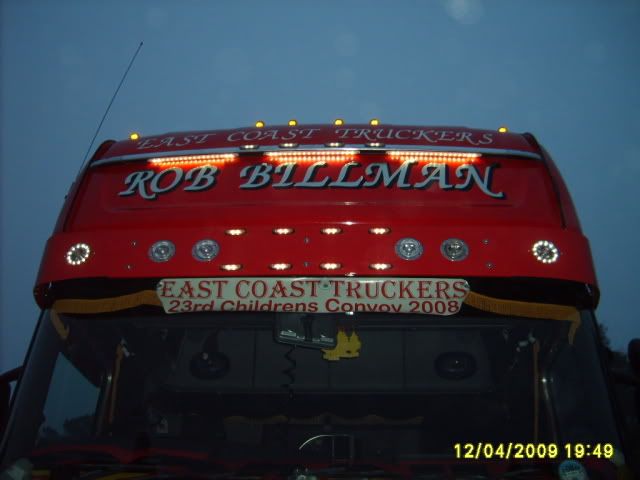 EAST COAST TRUCKERS
ROB BILLMAN
EAST COAST TRUCKERS
23rd Childrens Convoy 2008
12/04/2009 19:49